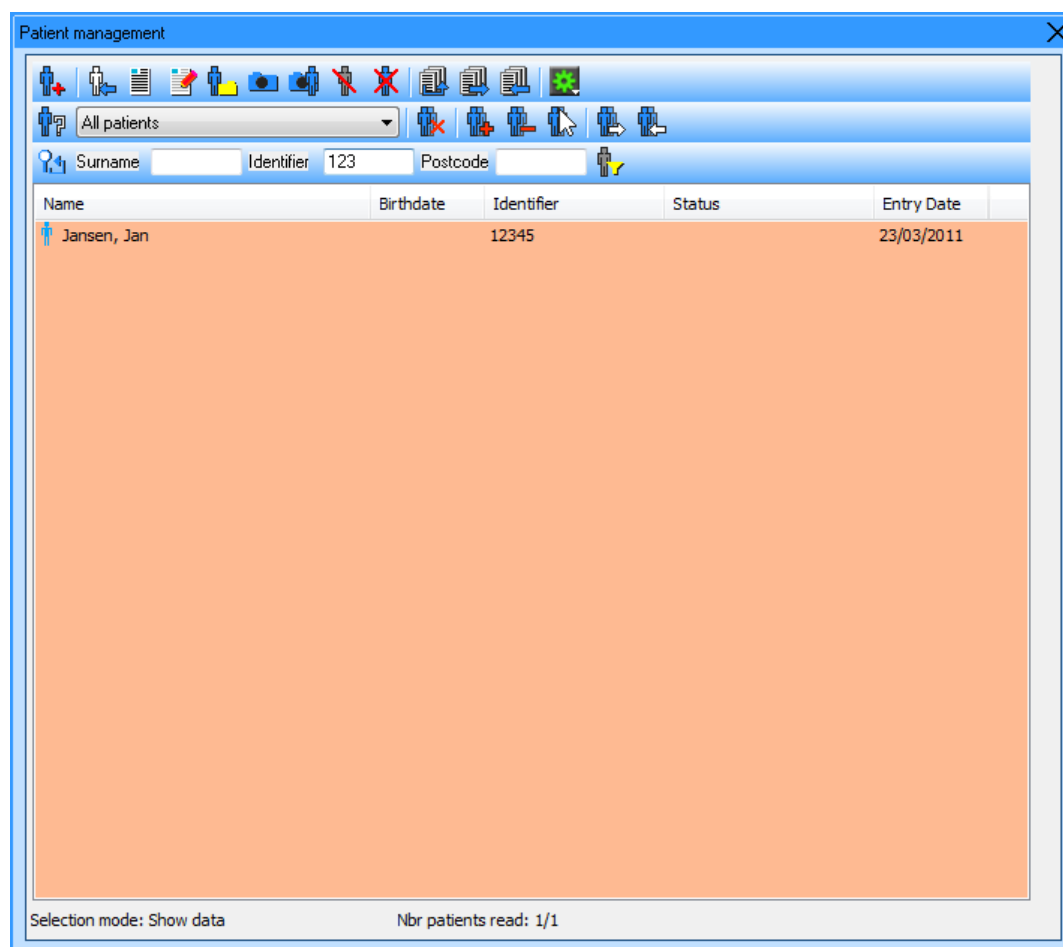 Patient management
All patients
Surname Identifier 123 Postcode
Name Birthdate Identifier Status Entry Date
Jansen, Jan 12345 23/03/2011
Selection mode: Show data Nbr patients read: 1/1